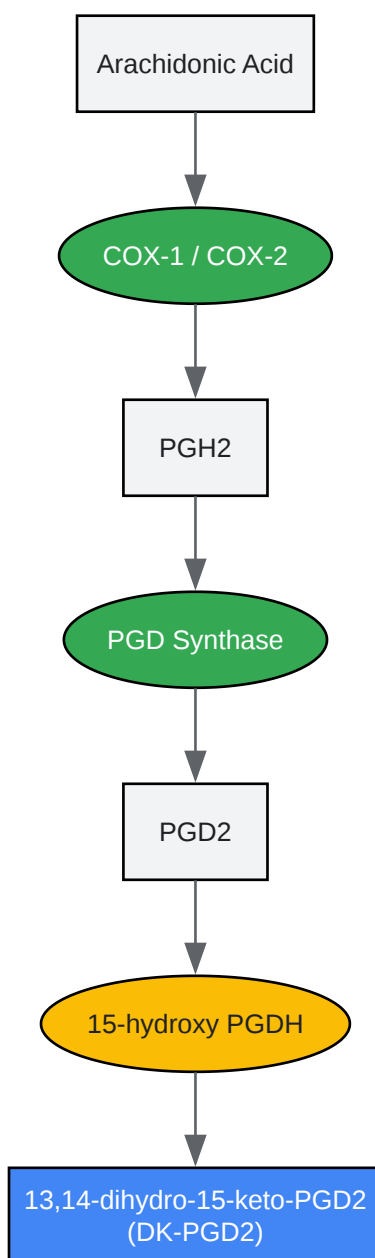 Arachidonic Acid
COX-1 / COX-2
PGH2
PGD Synthase
PGD2
15-hydroxy PGDH
13,14-dihydro-15-keto-PGD2
(DK-PGD2)